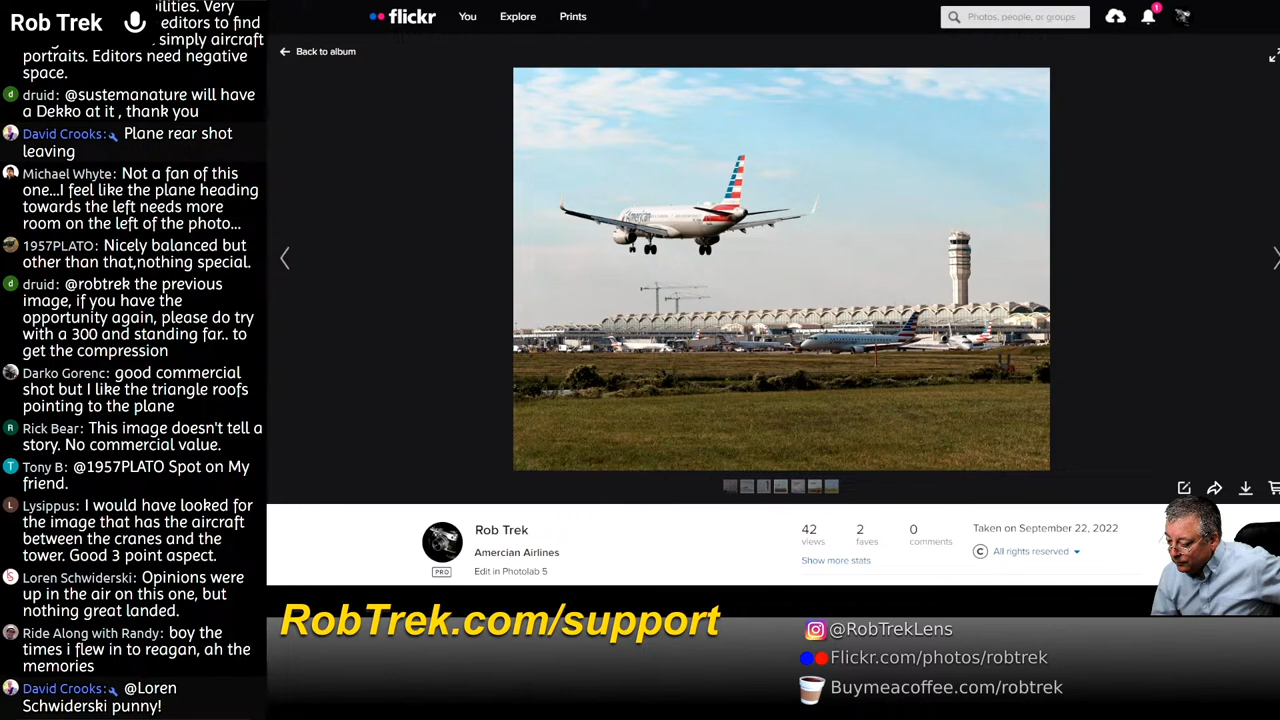 Rob Trek
ilities. Very
editors to find
simply aircraft
portraits. Editors need negative
space.
druid: @sustemanature will have
a Dekko at it , thank you
David Crooks: Plane rear shot
leaving
Michael Whyte: Not a fan of this
one...I feel like the plane heading
towards the left needs more
room on the left of the photo...
1957PLATO: Nicely balanced but
other than that,nothing special.
druid: @robtrek the previous
image, if you have the
opportunity again, please do try
with a 300 and standing far.. to
get the compression
Darko Gorenc: good commercial
shot but I like the triangle roofs
pointing to the plane
Rick Bear: This image doesn't tell a
story. No commercial value.
Tony B: @1957PLATO Spot on My
friend.
Lysippus: I would have looked for
the image that has the aircraft
between the cranes and the
tower. Good 3 point aspect.
Loren Schwiderski: Opinions were
up in the air on this one, but
nothing great landed.
Ride Along with Randy: boy the
times i flew in to reagan, ah the
memories
David Crooks: @Loren
Schwiderski punny!
flickr
You Explore Prints
Photos, people, or groups
1
Back to album
American
Rob Trek
Amercian Airlines
Edit in Photolab 5
PRO
42
views
2
faves
0
comments
Show more stats
Taken on September 22, 2022
All rights reserved
RobTrek.com/support
@RobTrekLens
Flickr.com/photos/robtrek
Buymeacoffee.com/robtrek